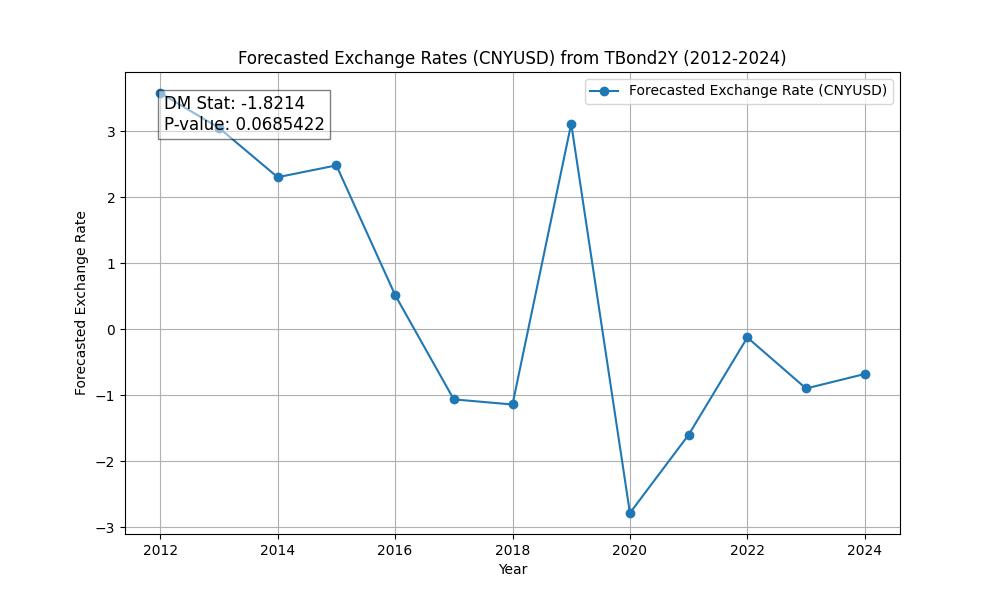 Forecasted Exchange Rates (CNYUSD) from TBond2Y (2012-2024)
DM Stat: -1.8214
P-value: 0.0685422
Forecasted Exchange Rate (CNYUSD)
Forecasted Exchange Rate
3
2
1
0
−1
−2
−3
2012 2014 2016 2018 2020 2022 2024
Year